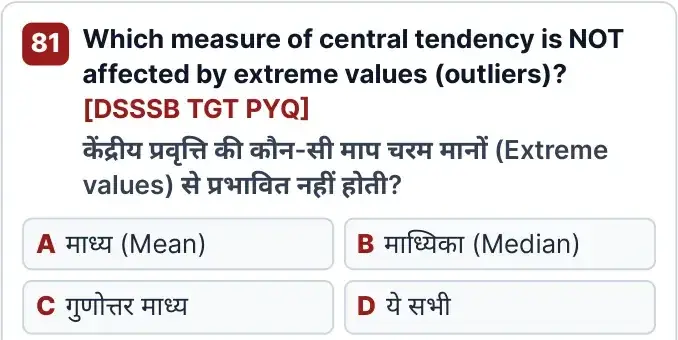 81 Which measure of central tendency is NOT
affected by extreme values (outliers)?
[DSSSB TGT PYQ]
केंद्रीय प्रवृत्ति की कौन-सी माप चरम मानों (Extreme
values) से प्रभावित नहीं होती?
A माध्य (Mean)
B माध्यिका (Median)
C गुणोत्तर माध्य
D ये सभी